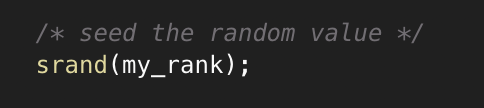 /* seed the random value */
srand(my_rank);